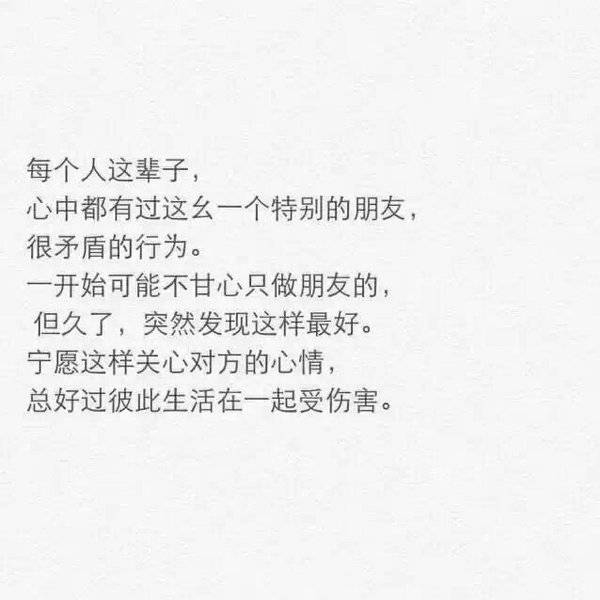 每个人这辈子，
心中都有过这幺一个特别的朋友，
很矛盾的行为。
一开始可能不甘心只做朋友的，
但久了，突然发现这样最好。
宁愿这样关心对方的心情，
总好过彼此生活在一起受伤害。